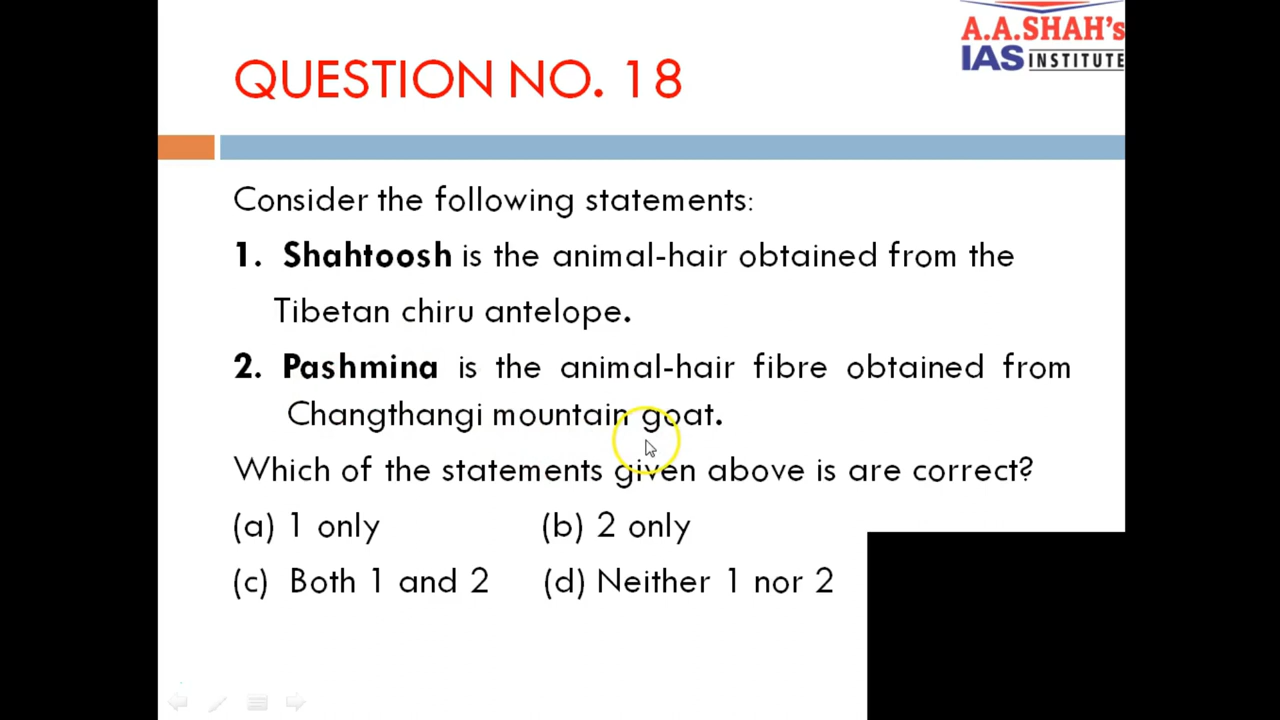 A.A.SHAH's
IAS INSTITUTE
QUESTION NO. 18
Consider the following statements:
1. Shahtoosh is the animal-hair obtained from the
Tibetan chiru antelope.
2. Pashmina is the animal-hair fibre obtained from
Changthangi mountain goat.
Which of the statements given above is are correct?
(a) 1 only (b) 2 only
(c) Both 1 and 2 (d) Neither 1 nor 2